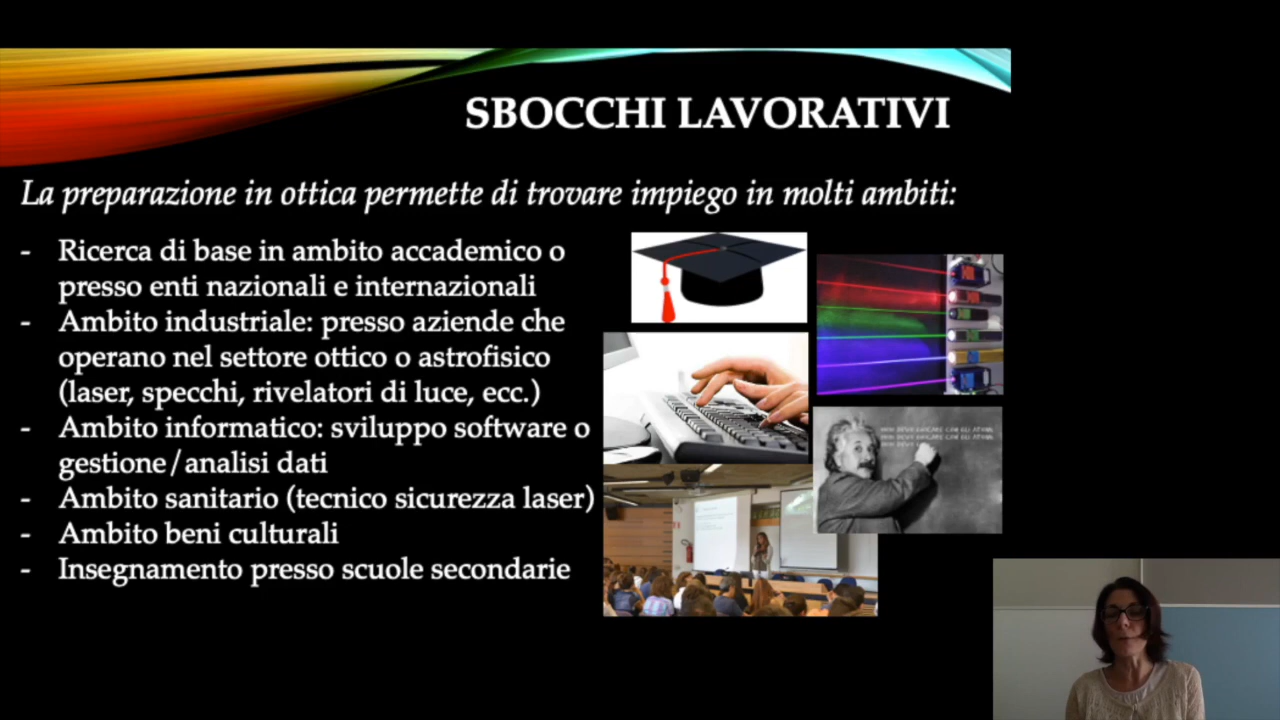 SBOCCHI LAVORATIVI
La preparazione in ottica permette di trovare impiego in molti ambiti:
- Ricerca di base in ambito accademico o
presso enti nazionali e internazionali
- Ambito industriale: presso aziende che
operano nel settore ottico o astrofisico
(laser, specchi, rivelatori di luce, ecc.)
- Ambito informatico: sviluppo software o
gestione/analisi dati
- Ambito sanitario (tecnico sicurezza laser)
- Ambito beni culturali
- Insegnamento presso scuole secondarie